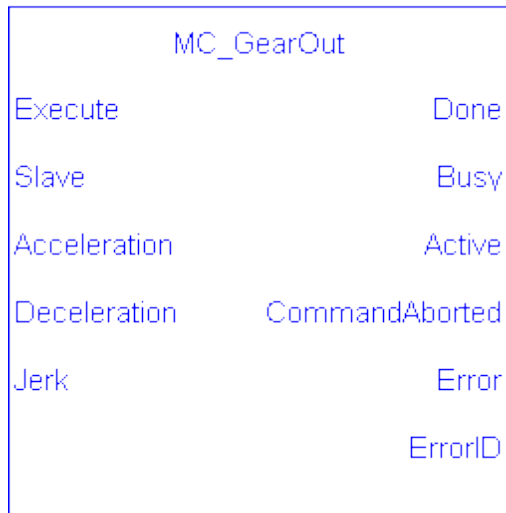 MC_GearOut
Execute Done
Slave Busy
Acceleration Active
Deceleration CommandAborted
Jerk Error
ErrorID